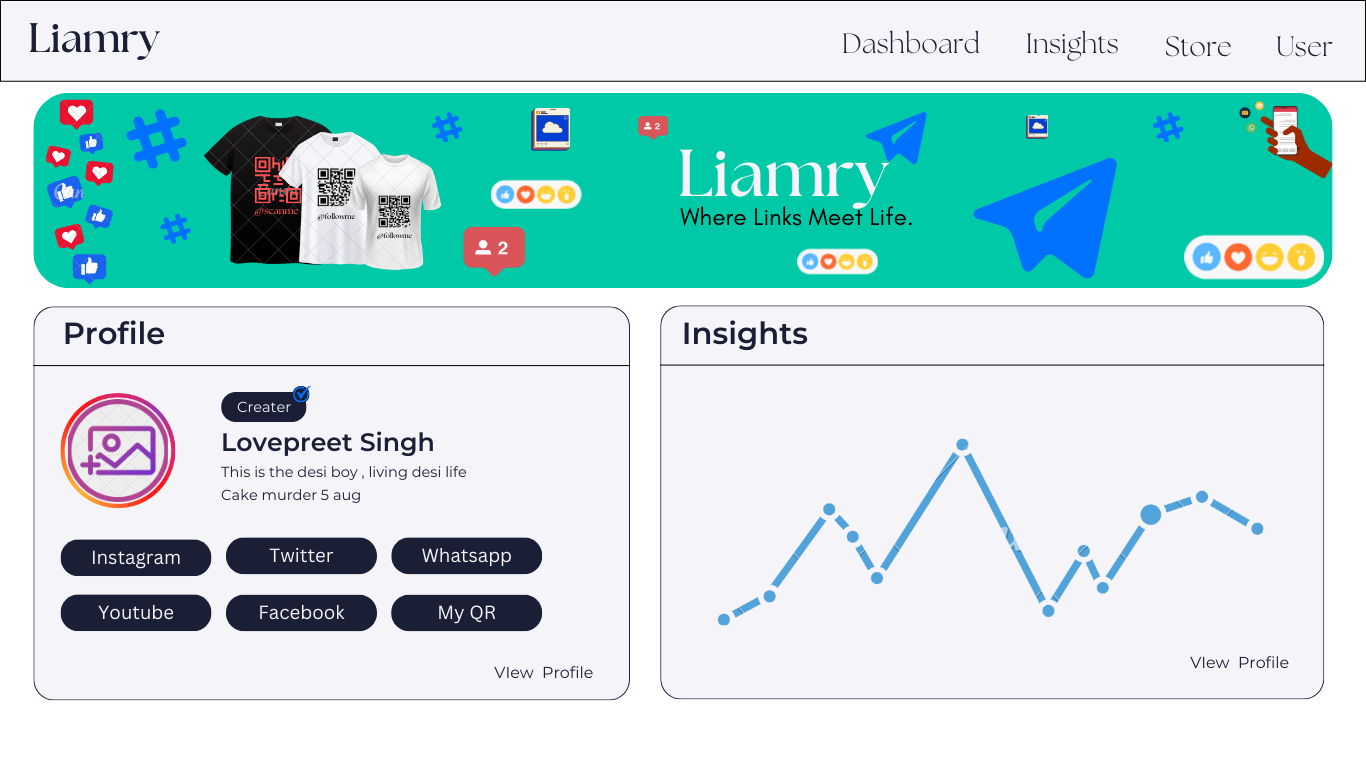 Liamry
Dashboard
Insights
Store
User
@scanme
@followme
@followme
2
2
Liamry
Where Links Meet Life.
Profile
Creater
Lovepreet Singh
This is the desi boy , living desi life
Cake murder 5 aug
Instagram
Twitter
Whatsapp
Youtube
Facebook
My QR
VIew Profile
Insights
VIew Profile